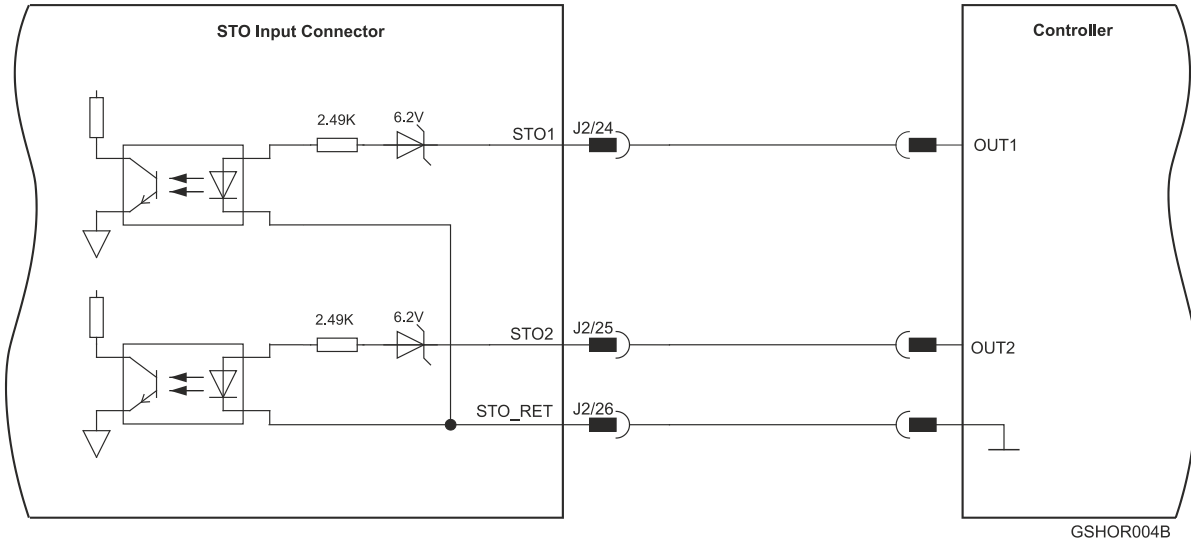 STO Input Connector
Controller
2.49K
6.2V
STO1
J2/24
OUT1
2.49K
6.2V
STO2
J2/25
OUT2
STO_RET
J2/26
GSHOR004B